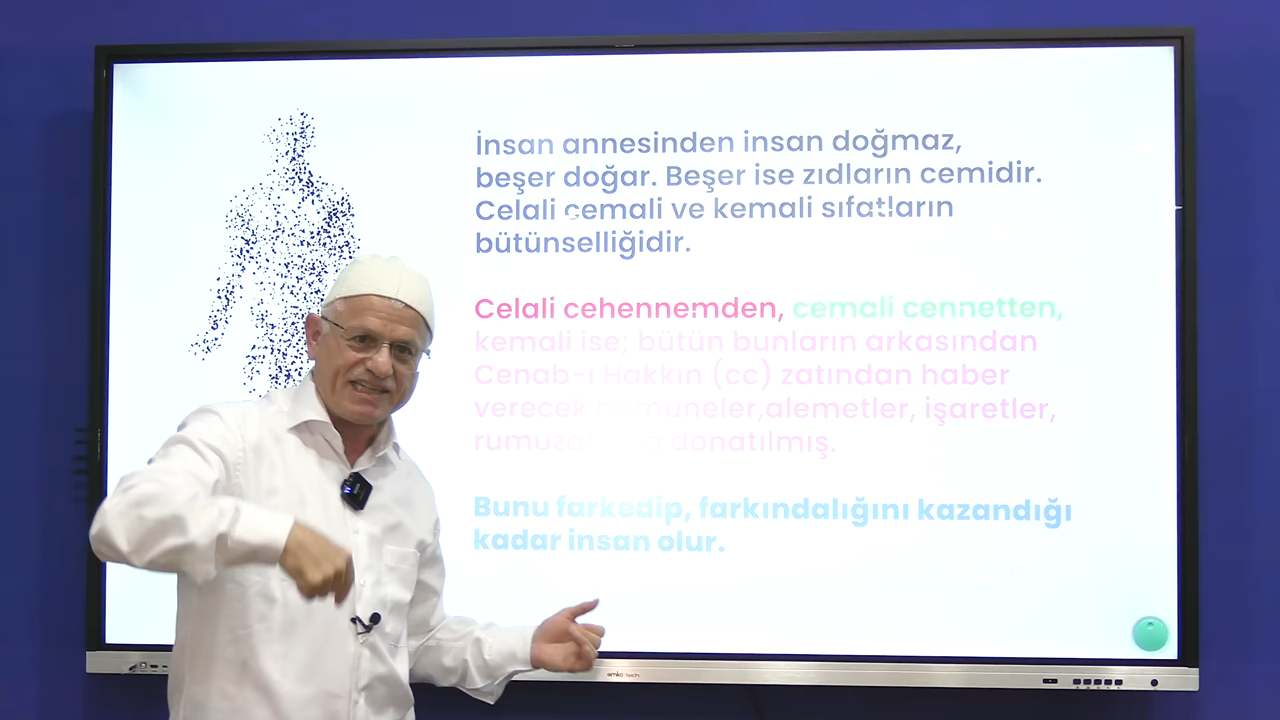 İnsan annesinden insan doğmaz,
beşer doğar. Beşer ise zıdların cemidir.
Celali cemali ve kemali sıfatların
bütünselliğidir.
Celali cehennemden, cemali cennetten,
kemali ise; bütün bunların arkasından
Cenab-ı Hakkın (cc) zatından haber
verecek alemetler, işaretler,
donatılmış.
Bunu farkedip, farkındalığını kazandığı
kadar insan olur.